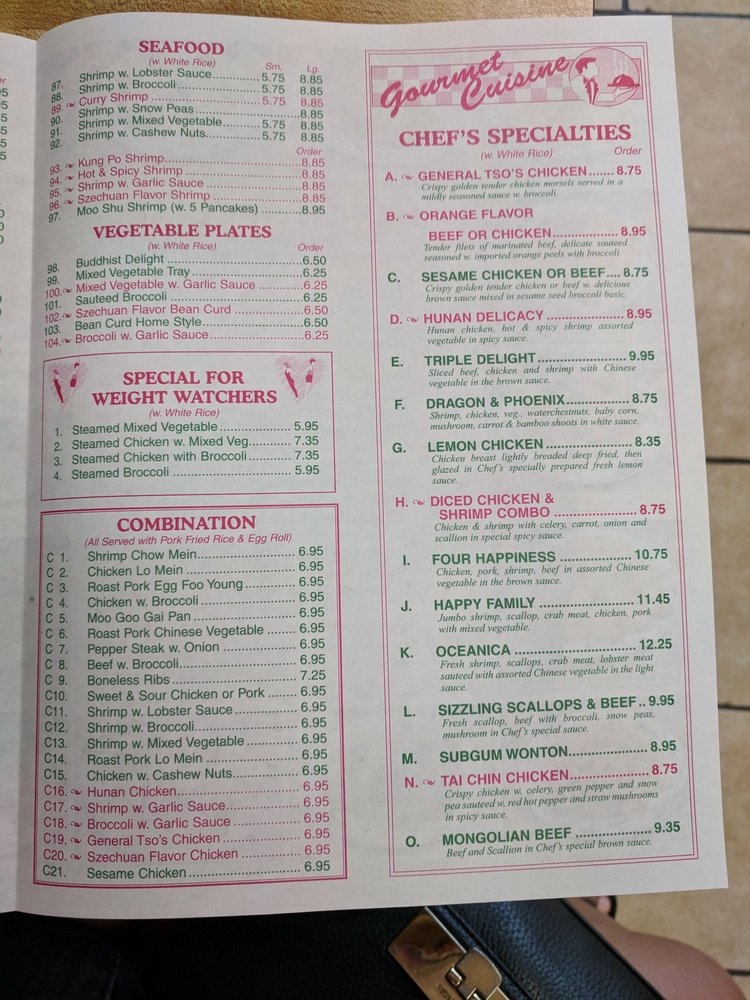 SEAFOOD
(w. White Rice) Sm. Lg.
87. Shrimp w. Lobster Sauce.............5.75 8.85
88. Shrimp w. Broccoli.....................5.75 8.85
89. Curry Shrimp ............................5.75 8.85
90. Shrimp w. Snow Peas.......................8.85
91. Shrimp w. Mixed Vegetable.........5.75 8.85
92. Shrimp w. Cashew Nuts..............5.75 8.85
Order
93. Kung Po Shrimp..............................8.85
94. Hot & Spicy Shrimp .........................8.85
95. Shrimp w. Garlic Sauce ....................8.85
96. Szechuan Flavor Shrimp ...................8.85
97. Moo Shu Shrimp (w. 5 Pancakes) ..........8.95
VEGETABLE PLATES
(w. White Rice) Order
98. Buddhist Delight ..............................6.50
99. Mixed Vegetable Tray.........................6.25
100. Mixed Vegetable w. Garlic Sauce ........6.25
101. Sauteed Broccoli .............................6.25
102. Szechuan Flavor Bean Curd ...............6.50
103. Bean Curd Home Style.......................6.50
104. Broccoli w. Garlic Sauce....................6.25
SPECIAL FOR
WEIGHT WATCHERS
(w. White Rice)
1. Steamed Mixed Vegetable ................... 5.95
2. Steamed Chicken w. Mixed Veg............ 7.35
3. Steamed Chicken with Broccoli............ 7.35
4. Steamed Broccoli ............................. 5.95
COMBINATION
(All Served with Pork Fried Rice & Egg Roll)
C 1. Shrimp Chow Mein......................... 6.95
C 2. Chicken Lo Mein ........................... 6.95
C 3. Roast Pork Egg Foo Young.............. 6.95
C 4. Chicken w. Broccoli ....................... 6.95
C 5. Moo Goo Gai Pan ......................... 6.95
C 6. Roast Pork Chinese Vegetable ....... 6.95
C 7. Pepper Steak w. Onion .................. 6.95
C 8. Beef w. Broccoli............................ 6.95
C 9. Boneless Ribs .............................. 7.25
C10. Sweet & Sour Chicken or Pork ....... 6.95
C11. Shrimp w. Lobster Sauce ............... 6.95
C12. Shrimp w. Broccoli......................... 6.95
C13. Shrimp w. Mixed Vegetable ............ 6.95
C14. Roast Pork Lo Mein ....................... 6.95
C15. Chicken w. Cashew Nuts................ 6.95
C16. Hunan Chicken.............................. 6.95
C17. Shrimp w. Garlic Sauce.................. 6.95
C18. Broccoli w. Garlic Sauce ................ 6.95
C19. General Tso's Chicken ................... 6.95
C20. Szechuan Flavor Chicken ............... 6.95
C21. Sesame Chicken ........................... 6.95
Gourmet
Cuisine
CHEF'S SPECIALTIES
(w. White Rice) Order
A. GENERAL TSO'S CHICKEN....... 8.75
Crispy golden tender chicken morsels served in a
mildly seasoned sauce w. broccoli.
B. ORANGE FLAVOR
BEEF OR CHICKEN................. 8.95
Tender filets of marinated beef, delicate sauteed
seasoned w. imported orange peels with broccoli.
C. SESAME CHICKEN OR BEEF.... 8.75
Crispy golden tender chicken or beef w. delicious
brown sauce mixed in sesame seed broccoli basic.
D. HUNAN DELICACY .................... 8.95
Hunan chicken, hot & spicy shrimp assorted
vegetable in spicy sauce.
E. TRIPLE DELIGHT...................... 9.95
Sliced beef, chicken and shrimp with Chinese
vegetable in the brown sauce.
F. DRAGON & PHOENIX................ 8.75
Shrimp, chicken, veg., waterchestnuts, baby corn,
mushroom, carrot & bamboo shoots in white sauce.
G. LEMON CHICKEN ..................... 8.35
Chicken breast lightly breaded deep fried, then
glazed in Chef's specially prepared fresh lemon
sauce.
H. DICED CHICKEN &
SHRIMP COMBO .................... 8.75
Chicken & shrimp with celery, carrot, onion and
scallion in special spicy sauce.
I. FOUR HAPPINESS .................. 10.75
Chicken, pork, shrimp, beef in assorted Chinese
vegetable in the brown sauce.
J. HAPPY FAMILY ....................... 11.45
Jumbo shrimp, scallop, crab meat, chicken, pork
with mixed vegetable.
K. OCEANICA .............................. 12.25
Fresh shrimp, scallops, crab meat, lobster meat
sauteed with assorted Chinese vegetable in the light
sauce.
L. SIZZLING SCALLOPS & BEEF .. 9.95
Fresh scallop, beef with broccoli, snow peas,
mushroom in Chef's special sauce.
M. SUBGUM WONTON................... 8.95
N. TAI CHIN CHICKEN.................... 8.75
Crispy chicken w. celery, green pepper and snow
pea sauteed w. red hot pepper and straw mushrooms
in spicy sauce.
O. MONGOLIAN BEEF .................. 9.35
Beef and Scallion in Chef's special brown sauce.